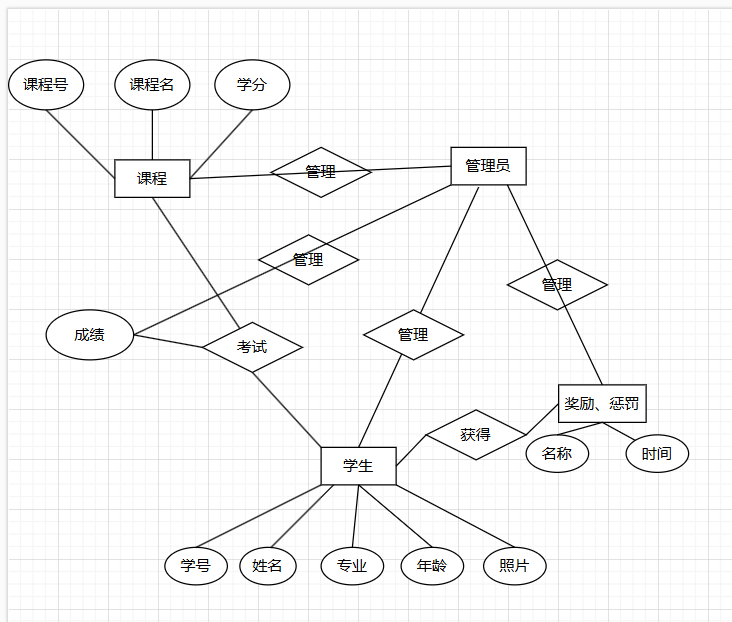 课程号
课程名
学分
管理员
管理
课程
管理
管理
成绩
管理
考试
奖励、惩罚
获得
名称
时间
学生
学号
姓名
专业
年龄
照片